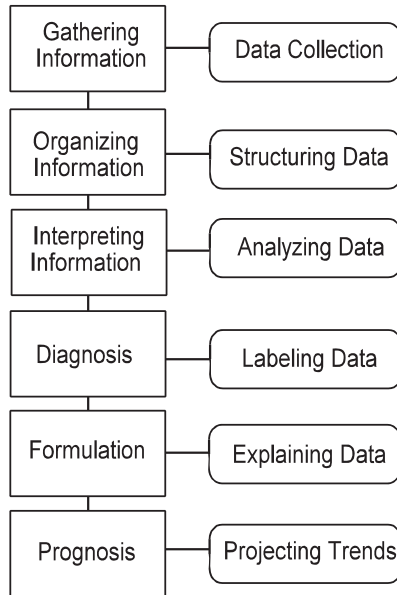 Gathering
Information
Data Collection
Organizing
Information
Structuring Data
Interpreting
Information
Analyzing Data
Diagnosis
Labeling Data
Formulation
Explaining Data
Prognosis
Projecting Trends